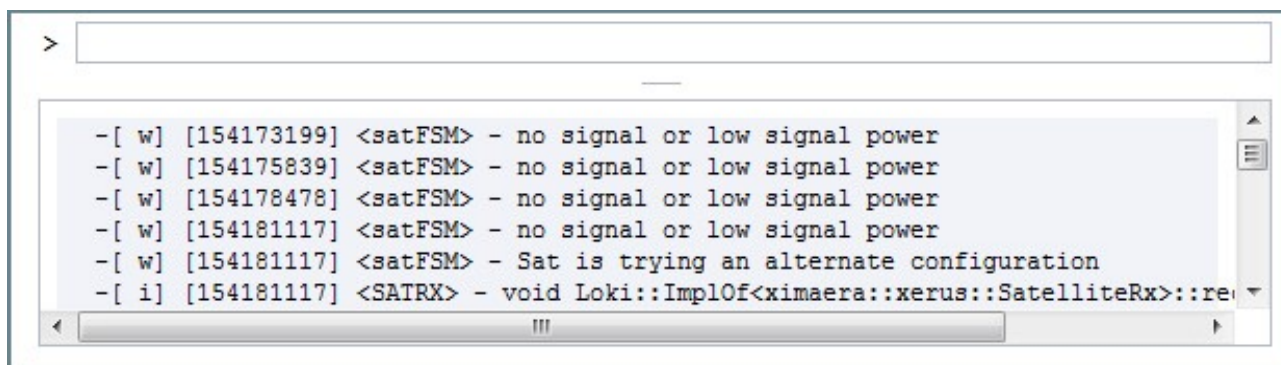 >
-[ w] [154173199] <satFSM> - no signal or low signal power
-[ w] [154175839] <satFSM> - no signal or low signal power
-[ w] [154178478] <satFSM> - no signal or low signal power
-[ w] [154181117] <satFSM> - no signal or low signal power
-[ w] [154181117] <satFSM> - Sat is trying an alternate configuration
-[ i] [154181117] <SATRX> - void Loki::ImplOf<ximaera::xerus::SatelliteRx>::re